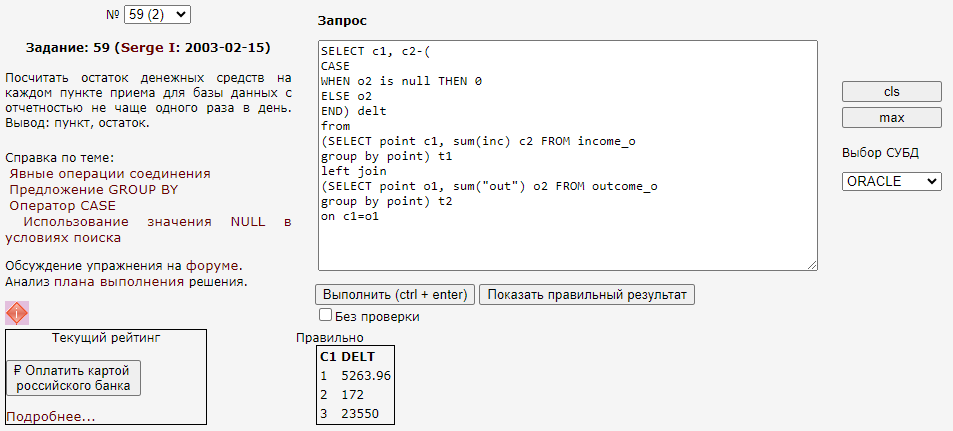 № 59 (2)
Задание: 59 (Serge I: 2003-02-15)
Посчитать остаток денежных средств на
каждом пункте приема для базы данных с
отчетностью не чаще одного раза в день.
Вывод: пункт, остаток.
Справка по теме:
Явные операции соединения
Предложение GROUP BY
Оператор CASE
Использование значения NULL в
условиях поиска
Обсуждение упражнения на форуме.
Анализ плана выполнения решения.
Текущий рейтинг
₽ Оплатить картой
российского банка
Подробнее...
Запрос
SELECT c1, c2-(
CASE
WHEN o2 is null THEN 0
ELSE o2
END) delt
from
(SELECT point c1, sum(inc) c2 FROM income_o
group by point) t1
left join
(SELECT point o1, sum("out") o2 FROM outcome_o
group by point) t2
on c1=o1
Выполнить (ctrl + enter) Показать правильный результат
Без проверки
Правильно
C1 DELT
1 5263.96
2 172
3 23550
cls
max
Выбор СУБД
ORACLE